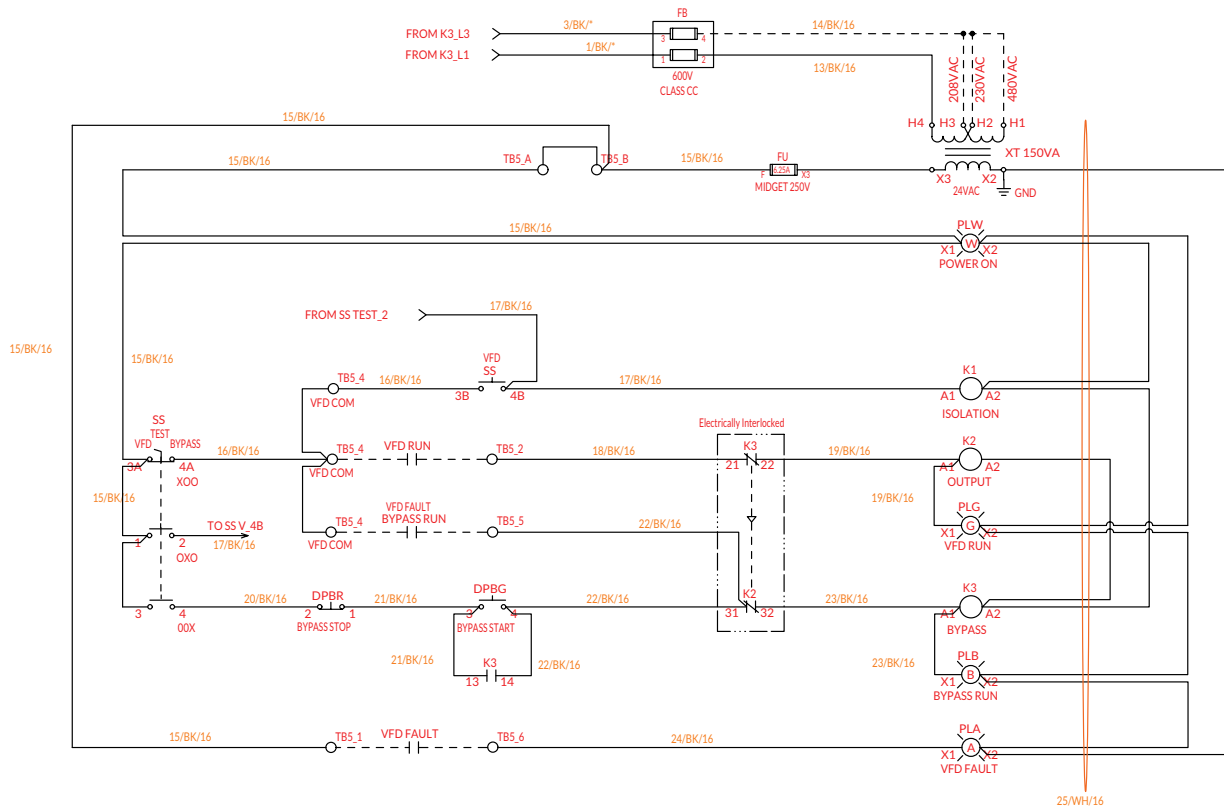 FB
FROM K3_L3
3/BK/*
3
4
14/BK/16
FROM K3_L1
1/BK/*
1
2
13/BK/16
600V
CLASS CC
208VAC
230VAC
480VAC
H4
H3
H2
H1
XT 150VA
15/BK/16
15/BK/16
TB5_A
TB5_B
15/BK/16
FU
F
6.25A
X3
MIDGET 250V
X3
X2
24VAC
GND
15/BK/16
PLW
X1
W
X2
POWER ON
FROM SS TEST_2
17/BK/16
15/BK/16
15/BK/16
TB5_4
16/BK/16
VFD
SS
3B
4B
17/BK/16
VFD COM
K1
A1
A2
ISOLATION
SS
TEST
VFD
BYPASS
3A
4A
XOO
16/BK/16
TB5_4
VFD COM
VFD RUN
TB5_2
18/BK/16
Electrically Interlocked
K3
21
22
19/BK/16
K2
A1
A2
OUTPUT
15/BK/16
19/BK/16
TO SS V_4B
1
2
17/BK/16
OXO
TB5_4
VFD COM
VFD FAULT
BYPASS RUN
TB5_5
22/BK/16
PLG
X1
G
X2
VFD RUN
3
4
00X
20/BK/16
DPBR
2
1
BYPASS STOP
21/BK/16
DPBG
3
4
BYPASS START
22/BK/16
K2
31
32
23/BK/16
K3
A1
A2
BYPASS
21/BK/16
K3
13
14
22/BK/16
23/BK/16
PLB
X1
B
X2
BYPASS RUN
15/BK/16
TB5_1
VFD FAULT
TB5_6
24/BK/16
PLA
X1
A
X2
VFD FAULT
25/WH/16